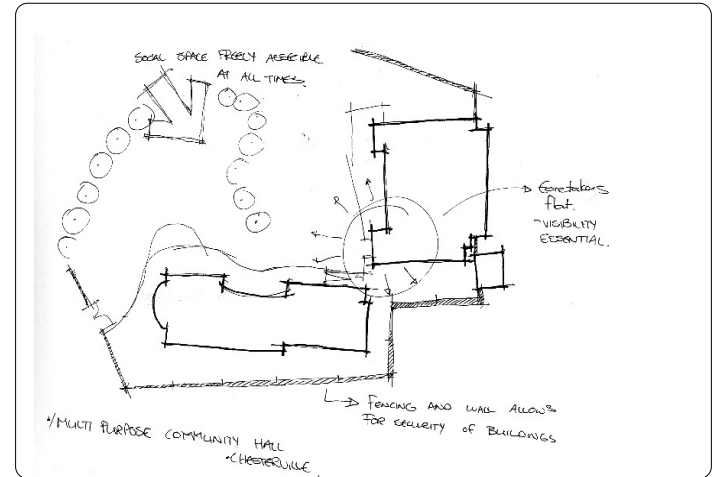 SOCIAL SPACE FREELY ACCESSIBLE
AT ALL TIMES.
Caretakers
flat.
-VISIBILITY
ESSENTIAL.
FENCING AND WALL ALLOWS
FOR SECURITY OF BUILDINGS
MULTI PURPOSE COMMUNITY HALL
• CHESTERVILLE.